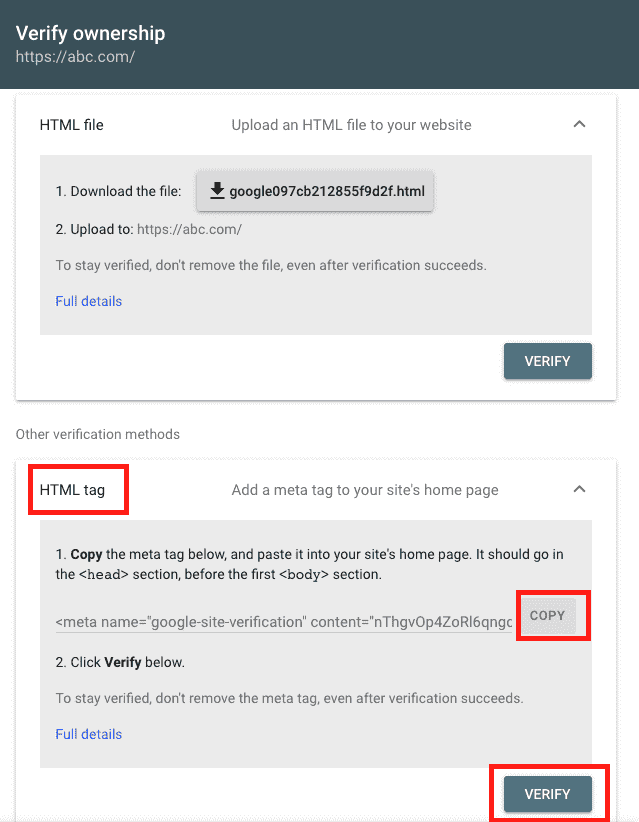 Verify ownership
https://abc.com/
HTML file Upload an HTML file to your website
1. Download the file: google097cb212855f9d2f.html
2. Upload to: https://abc.com/
To stay verified, don't remove the file, even after verification succeeds.
Full details
VERIFY
Other verification methods
HTML tag Add a meta tag to your site's home page
1. Copy the meta tag below, and paste it into your site's home page. It should go in
the <head> section, before the first <body> section.
<meta name="google-site-verification" content="nThgvOp4ZoRl6qngd
COPY
2. Click Verify below.
To stay verified, don't remove the meta tag, even after verification succeeds.
Full details
VERIFY